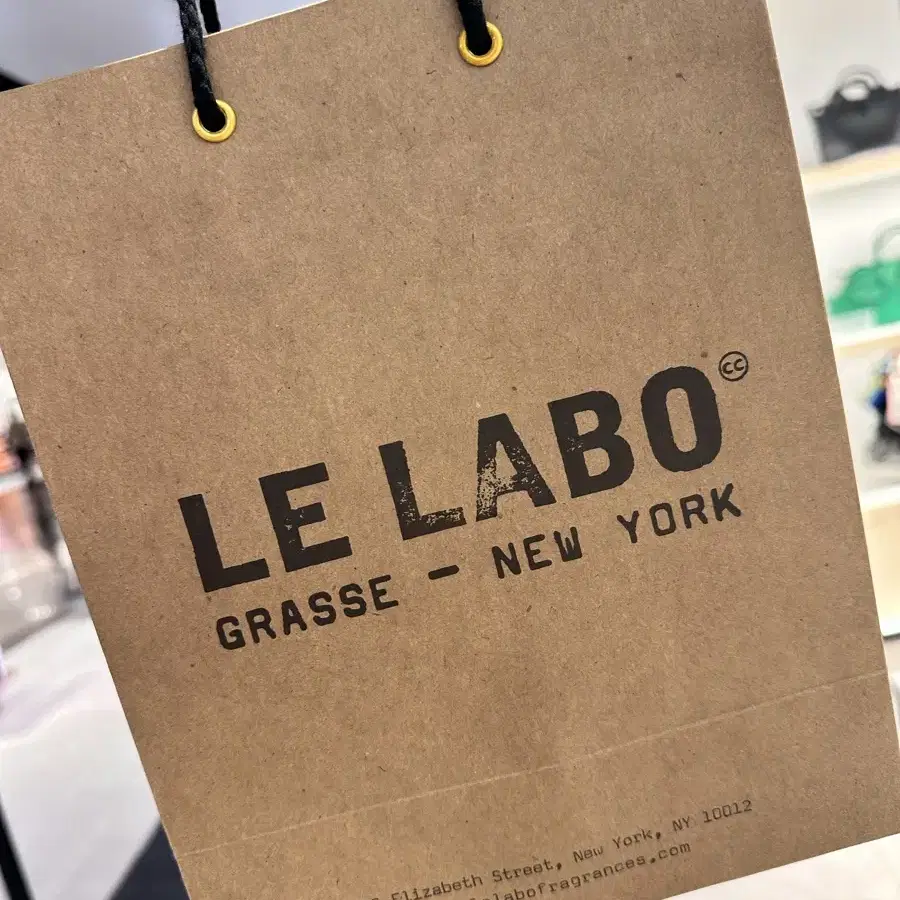 LE LABO cc
GRASSE — NEW YORK
Elizabeth Street, New York, NY 10012
labofragrances.com